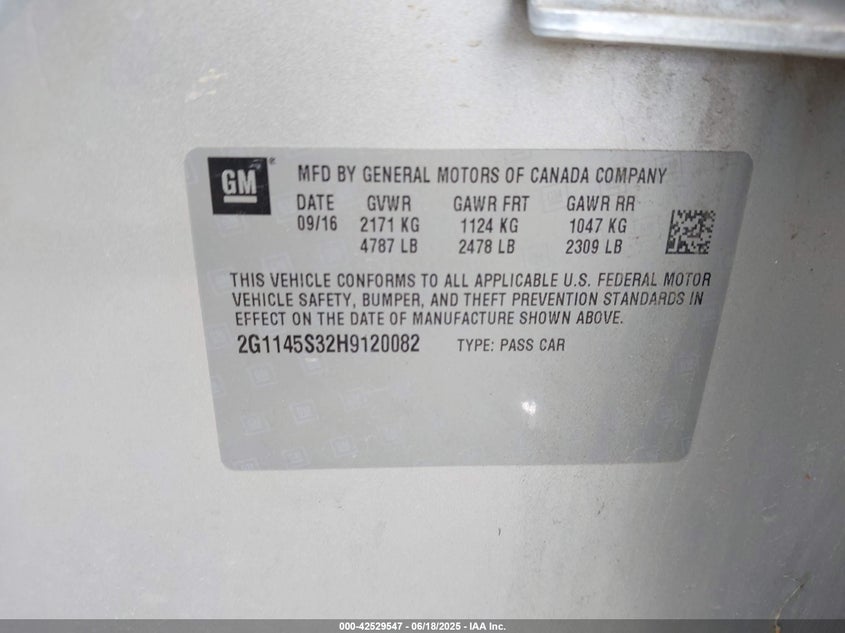 GM ® MFD BY GENERAL MOTORS OF CANADA COMPANY
DATE GVWR GAWR FRT GAWR RR
09/16 2171 KG 1124 KG 1047 KG
4787 LB 2478 LB 2309 LB
THIS VEHICLE CONFORMS TO ALL APPLICABLE U.S. FEDERAL MOTOR
VEHICLE SAFETY, BUMPER, AND THEFT PREVENTION STANDARDS IN
EFFECT ON THE DATE OF MANUFACTURE SHOWN ABOVE.
2G1145S32H9120082 TYPE: PASS CAR
000-42529547 - 06/18/2025 - IAA Inc.